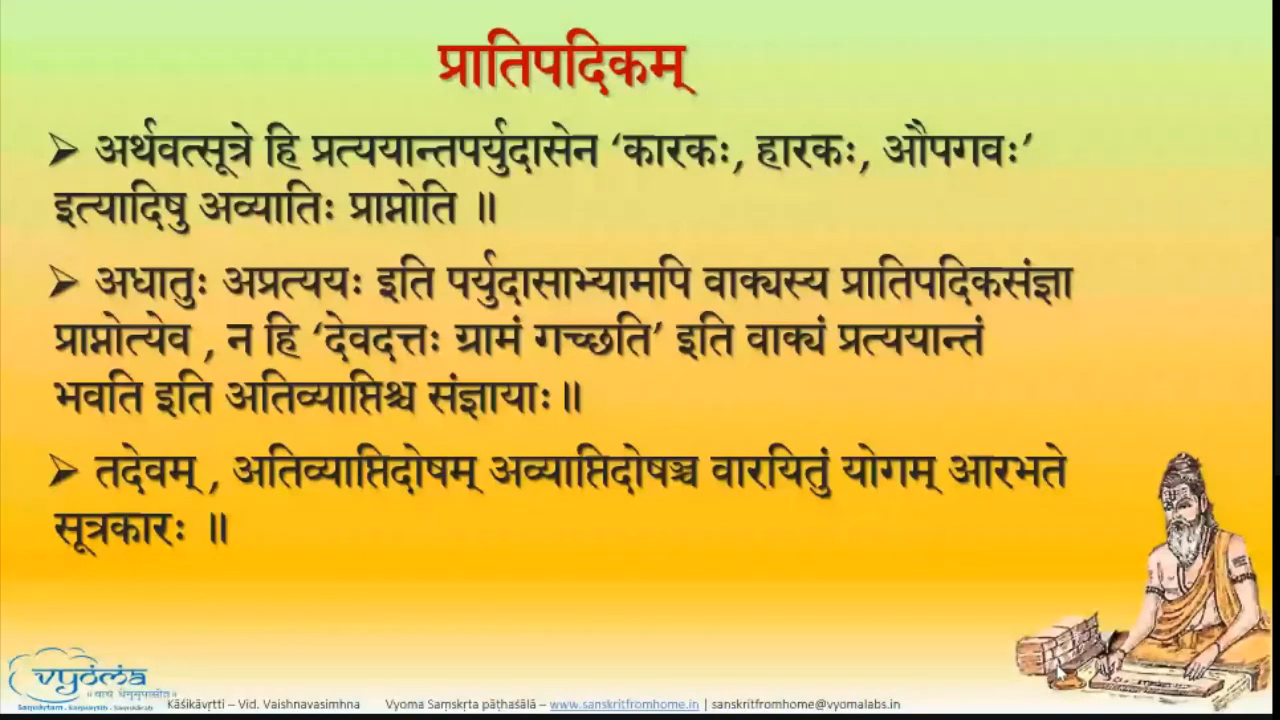 प्रातिपदिकम्
➢ अर्थवत्सूत्रे हि प्रत्ययान्तपर्युदासेन ‘कारकः, हारकः, औपगवः’
इत्यादिषु अव्याप्तिः प्राप्नोति ॥
➢ अधातुः अप्रत्ययः इति पर्युदासाभ्यामपि वाक्यस्य प्रातिपदिकसंज्ञा
प्राप्नोत्येव , न हि ‘देवदत्तः ग्रामं गच्छति’ इति वाक्यं प्रत्ययान्तं
भवति इति अतिव्याप्तिश्च संज्ञायाः॥
➢ तदेवम् , अतिव्याप्तिदोषम् अव्याप्तिदोषञ्च वारयितुं योगम् आरभते
सूत्रकारः ॥
vyoma
Kāśikāvṛttī – Vid. Vaishnavasimhna Vyoma Saṃskṛta pāṭhaśālā – www.sanskritfromhome.in | sanskritfromhome@vyomalabs.in